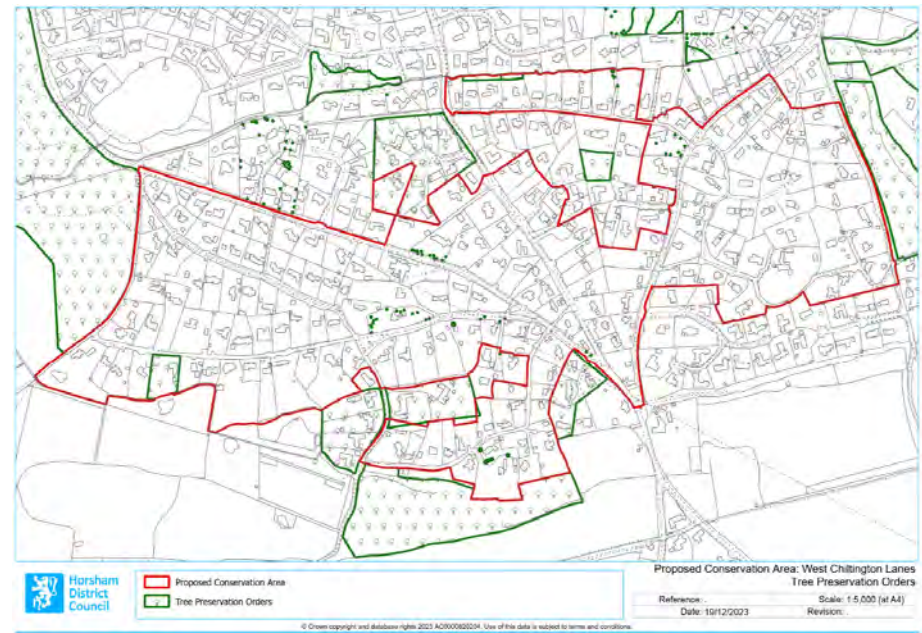 Horsham
District
Council
Proposed Conservation Area
Tree Preservation Orders
Proposed Conservation Area: West Chiltington Lanes
Tree Preservation Orders
Reference: .
Scale: 1:5,000 (at A4)
Date: 19/12/2023
Revision: .
© Crown copyright and database rights 2023 Use of this data is subject to terms and conditions.